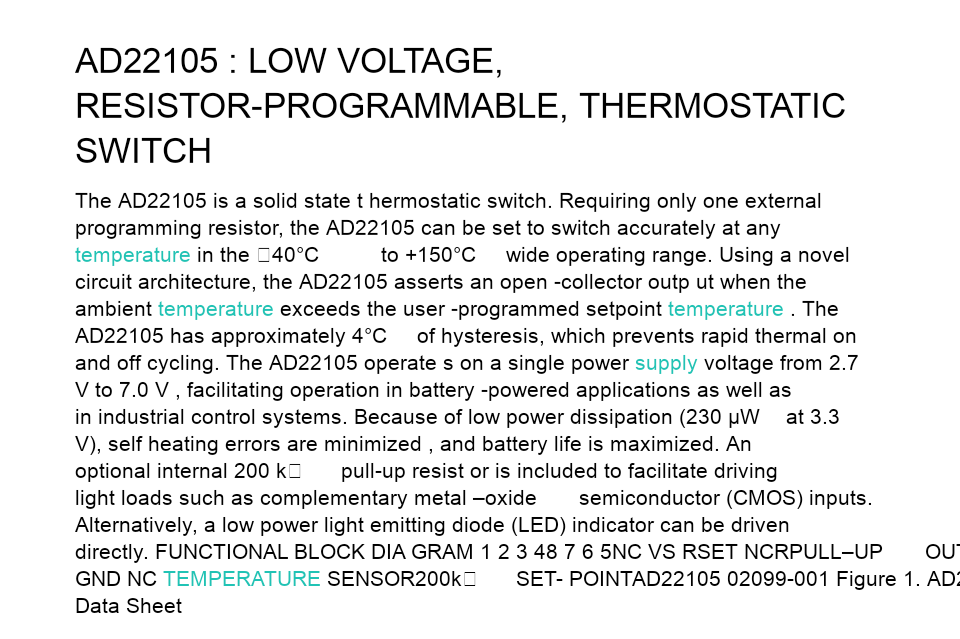 AD22105 : LOW VOLTAGE,
RESISTOR-PROGRAMMABLE, THERMOSTATIC
SWITCH
The AD22105 is a solid state t hermostatic switch. Requiring only one external
programming resistor, the AD22105 can be set to switch accurately at any
temperature in the □40°C to +150°C wide operating range. Using a novel
circuit architecture, the AD22105 asserts an open -collector outp ut when the
ambient temperature exceeds the user -programmed setpoint temperature . The
AD22105 has approximately 4°C of hysteresis, which prevents rapid thermal on
and off cycling. The AD22105 operate s on a single power supply voltage from 2.7
V to 7.0 V , facilitating operation in battery -powered applications as well as
in industrial control systems. Because of low power dissipation (230 μW at 3.3
V), self heating errors are minimized , and battery life is maximized. An
optional internal 200 k□ pull-up resist or is included to facilitate driving
light loads such as complementary metal –oxide semiconductor (CMOS) inputs.
Alternatively, a low power light emitting diode (LED) indicator can be driven
directly. FUNCTIONAL BLOCK DIA GRAM 1 2 3 48 7 6 5NC VS RSET NCRPULL–UP
GND NC TEMPERATURE SENSOR200k□ SET- POINTAD22105 02099-001 Figure 1.
Data Sheet